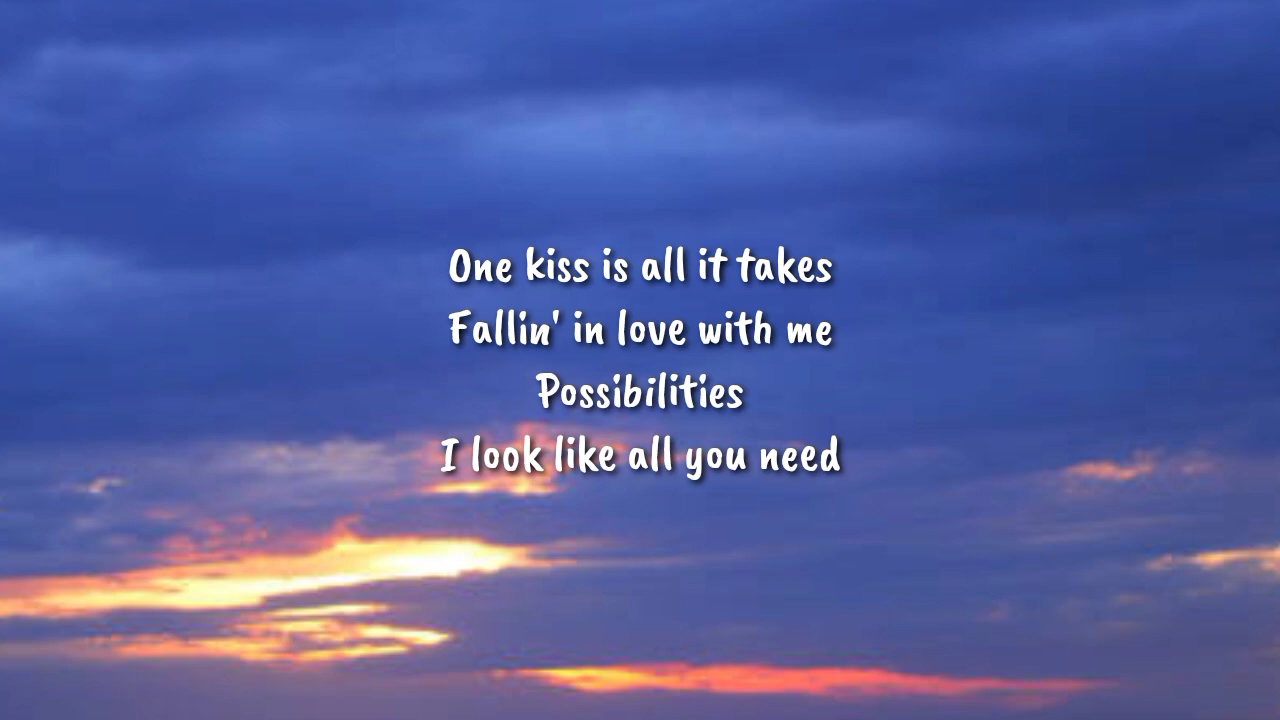 One kiss is all it takes
Fallin' in love with me
Possibilities
I look like all you need